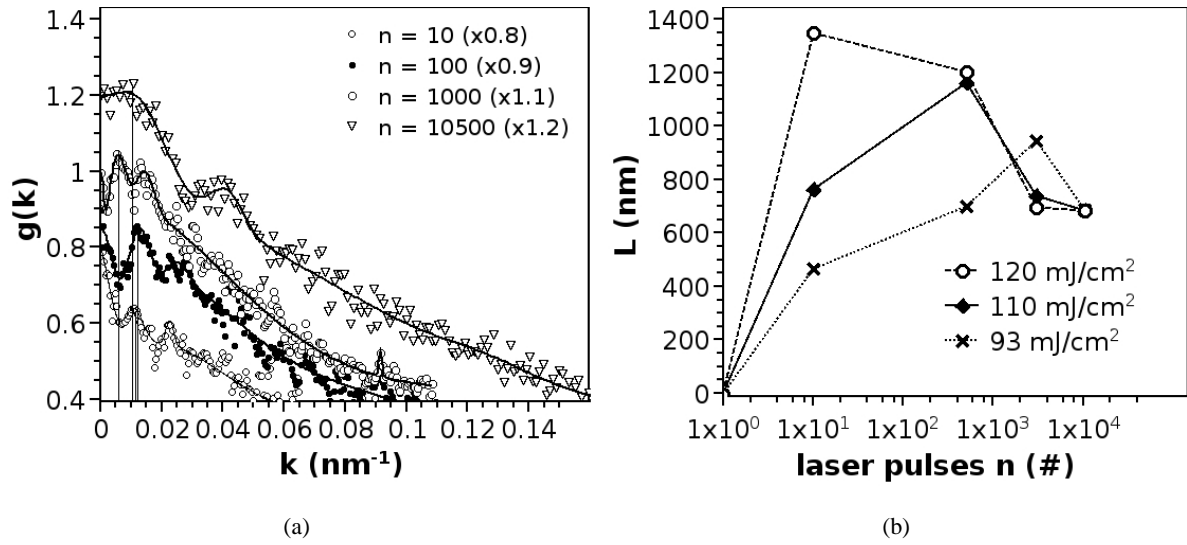 1.4
1.2
1
0.8
0.6
0.4
g(k)
n = 10 (x0.8)
n = 100 (x0.9)
n = 1000 (x1.1)
n = 10500 (x1.2)
0 0.02 0.04 0.06 0.08 0.1 0.12 0.14
k (nm⁻¹)
(a)
1400
1200
1000
800
600
400
200
0
L (nm)
120 mJ/cm²
110 mJ/cm²
93 mJ/cm²
1x10⁰ 1x10¹ 1x10² 1x10³ 1x10⁴
laser pulses n (#)
(b)